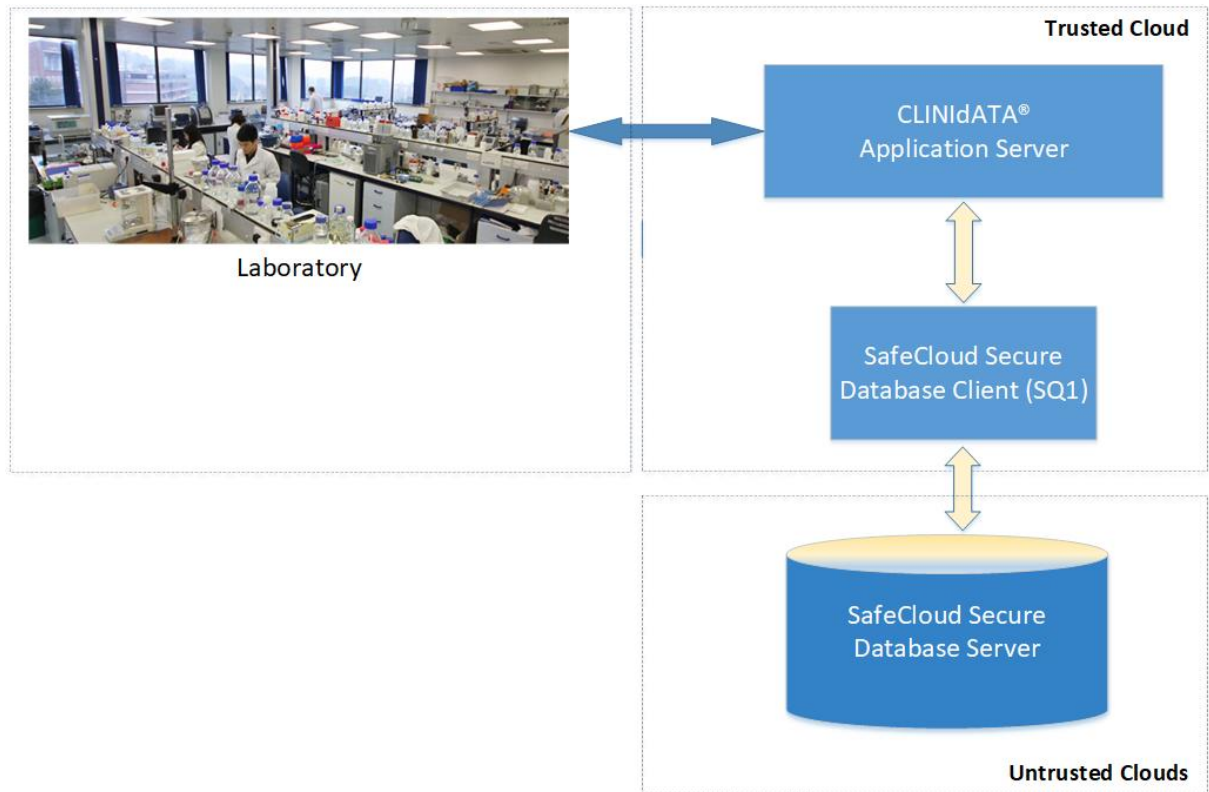 Trusted Cloud
CLINIdATA®
Application Server
Laboratory
SafeCloud Secure
Database Client (SQ1)
SafeCloud Secure
Database Server
Untrusted Clouds